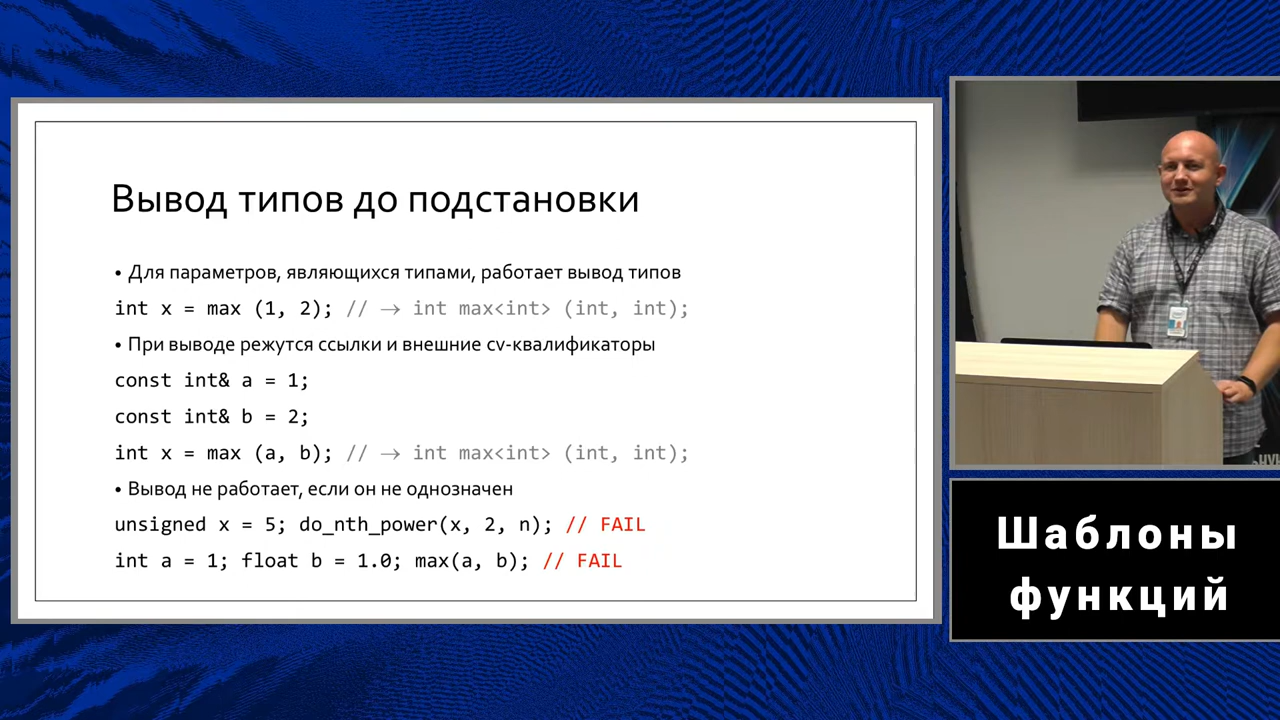 Вывод типов до подстановки
• Для параметров, являющихся типами, работает вывод типов
int x = max (1, 2); // → int max<int> (int, int);
• При выводе режутся ссылки и внешние cv-квалификаторы
const int& a = 1;
const int& b = 2;
int x = max (a, b); // → int max<int> (int, int);
• Вывод не работает, если он не однозначен
unsigned x = 5; do_nth_power(x, 2, n); // FAIL
int a = 1; float b = 1.0; max(a, b); // FAIL
Шаблоны
функций